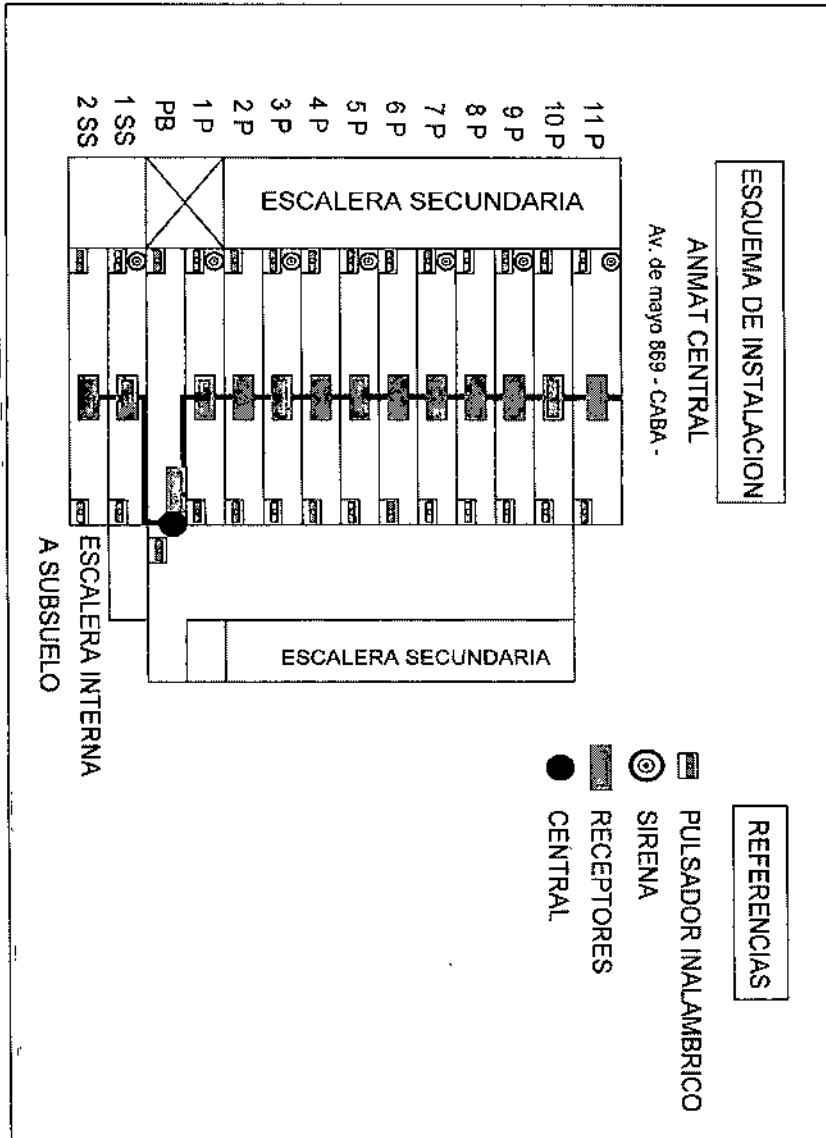 ESQUEMA DE INSTALACION
ANMAT CENTRAL
Av. de mayo 869 - CABA -
11 P
10 P
9 P
8 P
7 P
6 P
5 P
4 P
3 P
2 P
1 P
PB
1 SS
2 SS
ESCALERA SECUNDARIA
ESCALERA SECUNDARIA
ESCALERA INTERNA
A SUBSUELO
REFERENCIAS
PULSADOR INALAMBRICO
SIRENA
RECEPTORES
CENTRAL